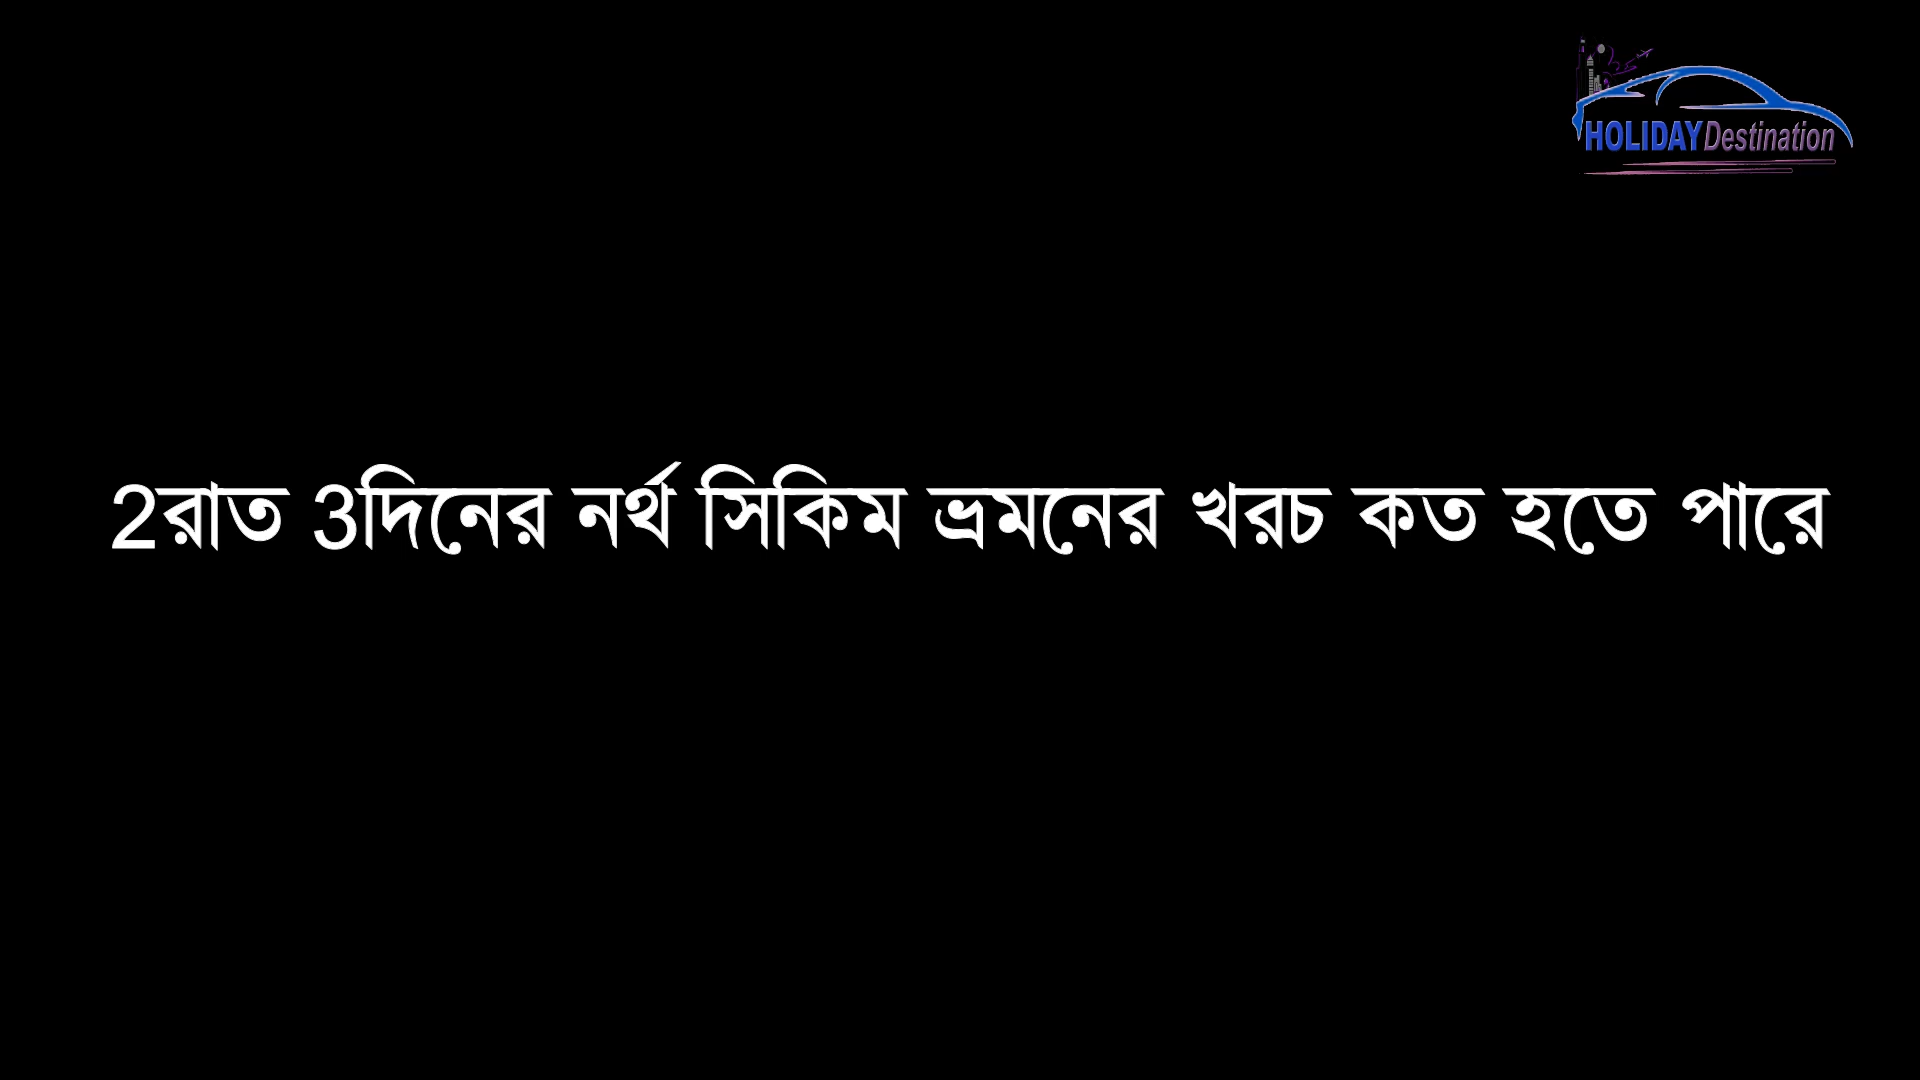 HOLIDAY Destination
2রাত 3দিনের নর্থ সিকিম ভ্রমনের খরচ কত হতে পারে